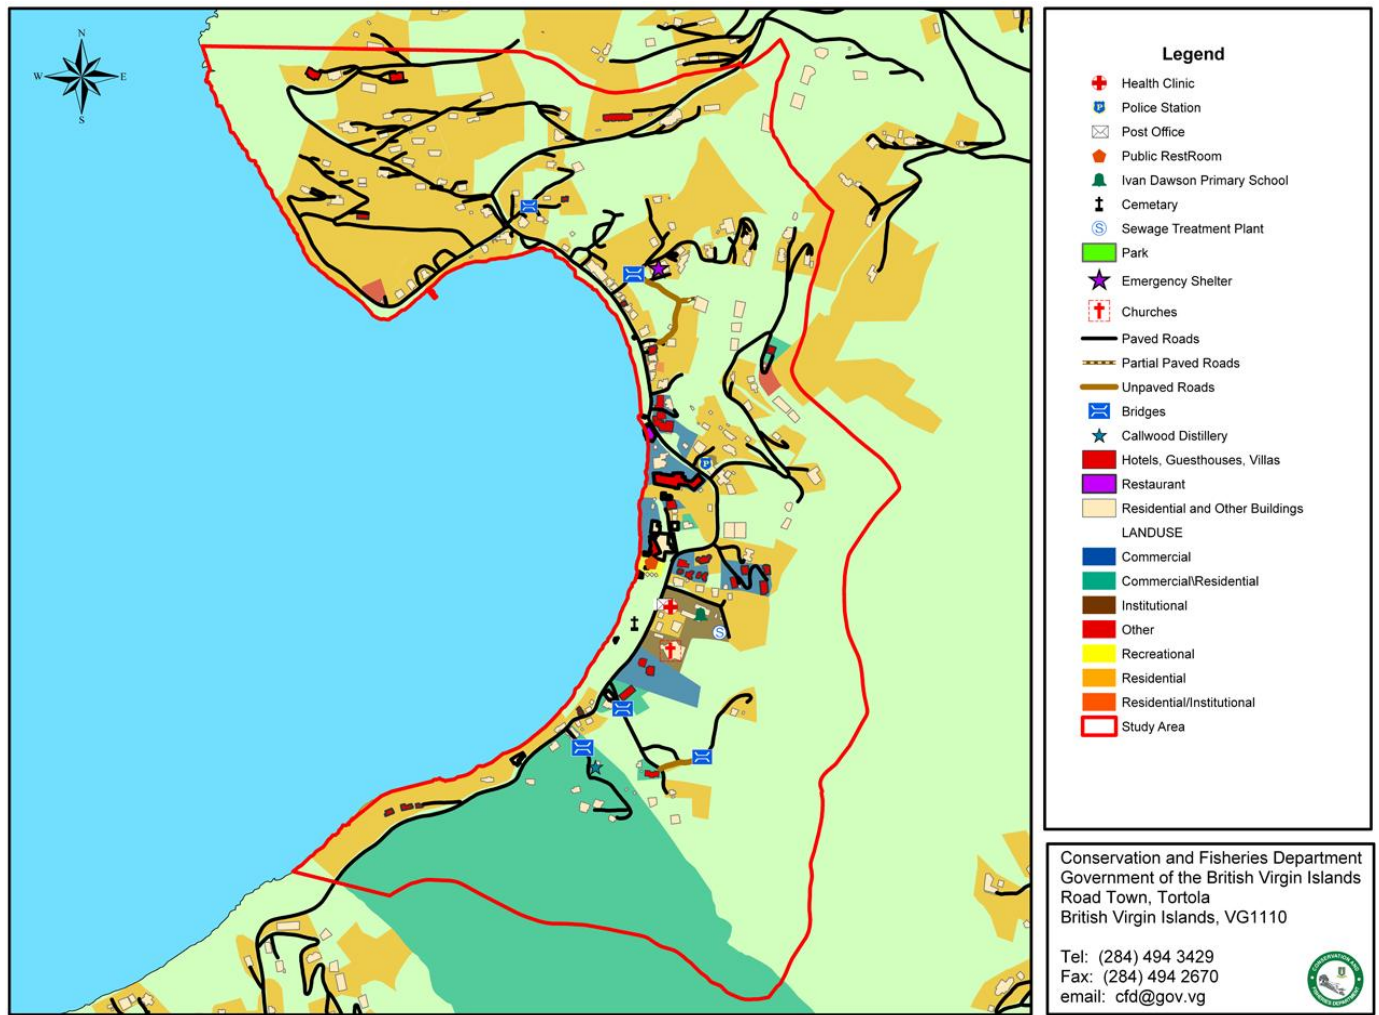 N
W
E
S
P
S
Legend
Health Clinic
Police Station
Post Office
Public RestRoom
Ivan Dawson Primary School
Cemetary
Sewage Treatment Plant
Park
Emergency Shelter
Churches
Paved Roads
Partial Paved Roads
Unpaved Roads
Bridges
Callwood Distillery
Hotels, Guesthouses, Villas
Restaurant
Residential and Other Buildings
LANDUSE
Commercial
Commercial\Residential
Institutional
Other
Recreational
Residential
Residential/Institutional
Study Area
Conservation and Fisheries Department
Government of the British Virgin Islands
Road Town, Tortola
British Virgin Islands, VG1110
Tel: (284) 494 3429
Fax: (284) 494 2670
email: cfd@gov.vg
CONSERVATION AND
FISHERIES DEPARTMENT